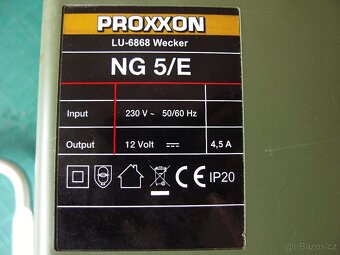 PROXXON
LU-6868 Wecker
NG 5/E
Input 230 V ~ 50/60 Hz
Output 12 Volt ⎓ 4,5 A
CE IP20
© Bazos.cz